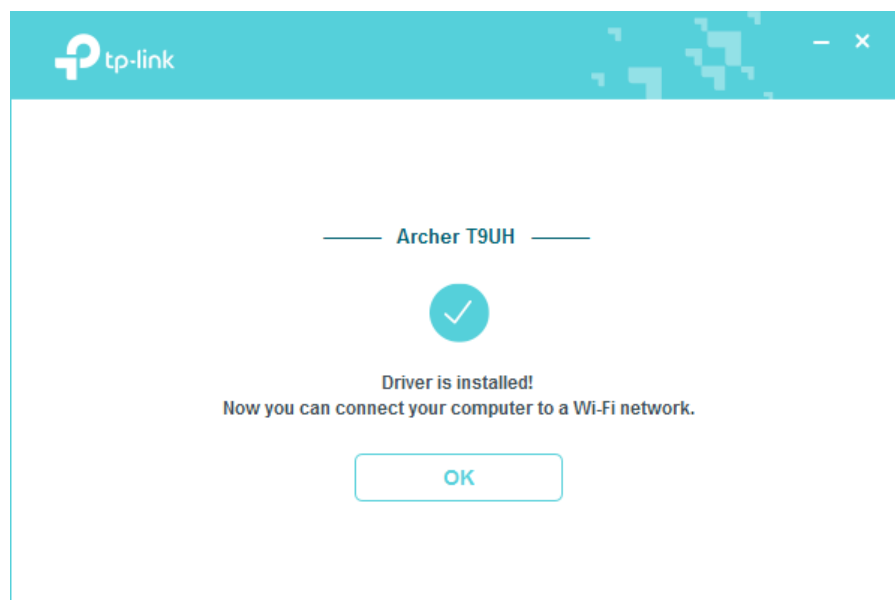 tp-link
Archer T9UH
Driver is installed!
Now you can connect your computer to a Wi-Fi network.
OK